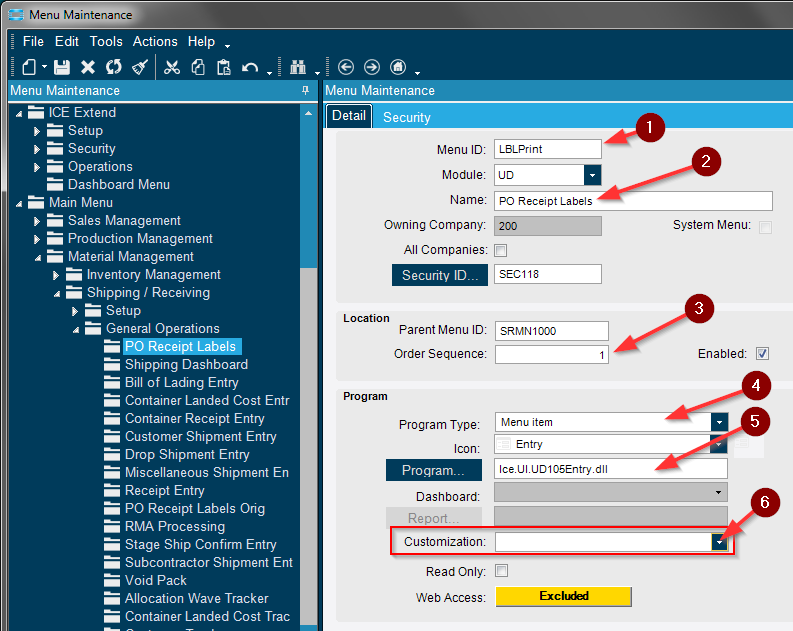 Menu Maintenance
File Edit Tools Actions Help
Menu Maintenance
ICE Extend
Setup
Security
Operations
Dashboard Menu
Main Menu
Sales Management
Production Management
Material Management
Inventory Management
Shipping / Receiving
Setup
General Operations
PO Receipt Labels
Shipping Dashboard
Bill of Lading Entry
Container Landed Cost Entr
Container Receipt Entry
Customer Shipment Entry
Drop Shipment Entry
Miscellaneous Shipment En
Receipt Entry
PO Receipt Labels Orig
RMA Processing
Stage Ship Confirm Entry
Subcontractor Shipment Ent
Void Pack
Allocation Wave Tracker
Container Landed Cost Trac
Menu Maintenance
Detail Security
Menu ID: LBLPrint 1
Module: UD
Name: PO Receipt Labels 2
Owning Company: 200 System Menu:
All Companies:
Security ID... SEC118
Location
Parent Menu ID: SRMN1000
Order Sequence: 1 3 Enabled:
Program
Program Type: Menu item 4
Icon: Entry
Program... Ice.UI.UD105Entry.dll 5
Dashboard:
Report...
Customization: 6
Read Only:
Web Access: Excluded